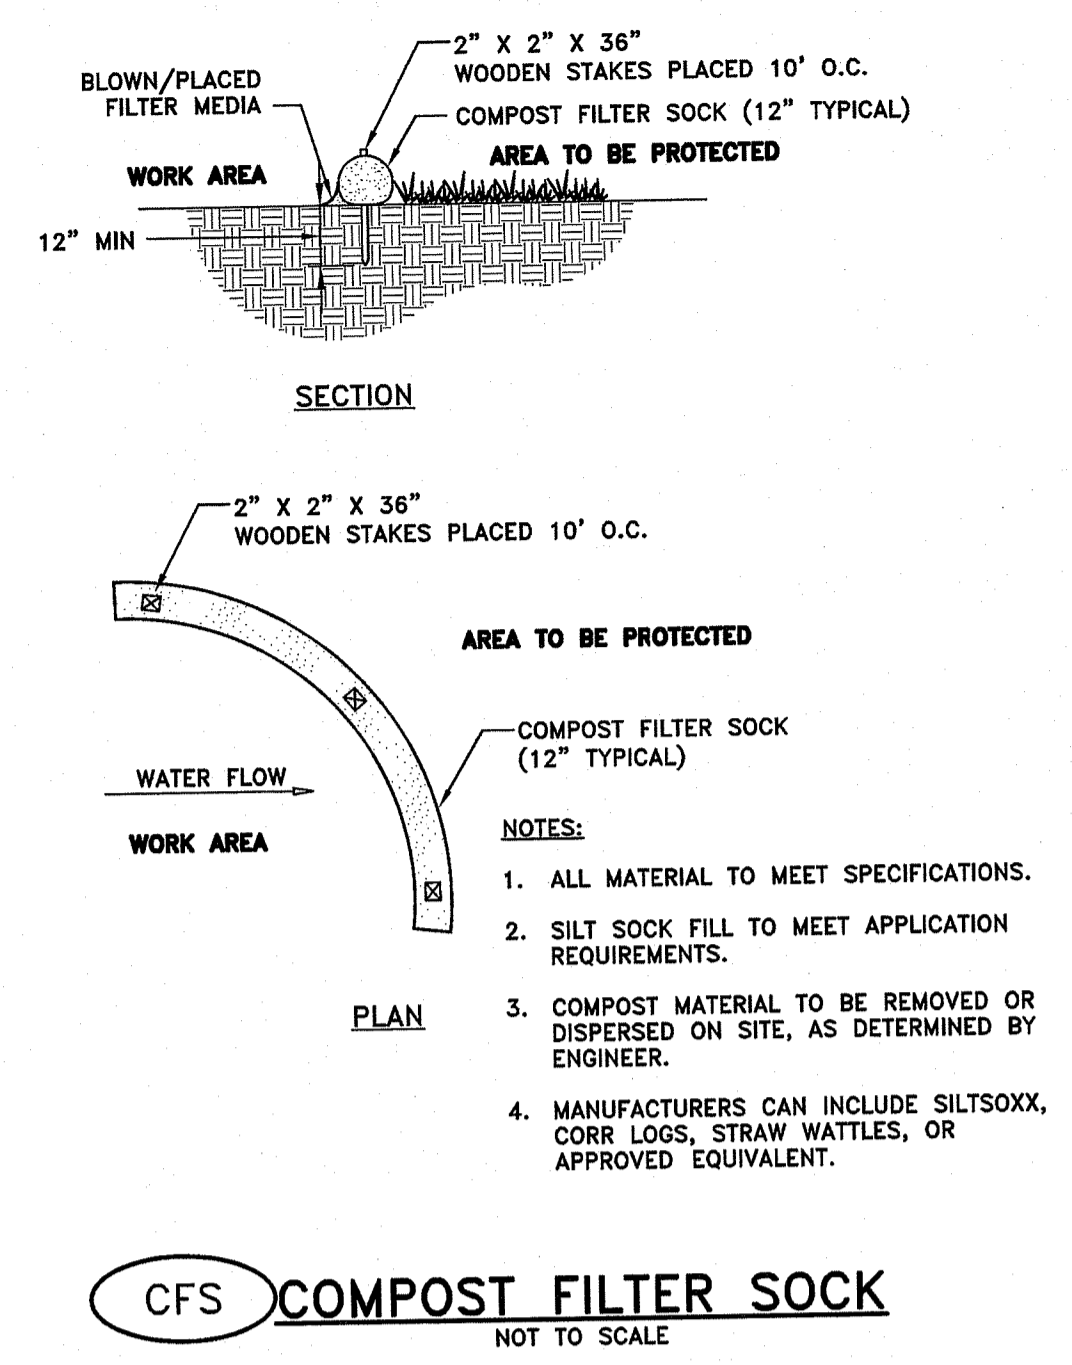 2" X 2" X 36"
WOODEN STAKES PLACED 10' O.C.
BLOWN/PLACED
FILTER MEDIA
COMPOST FILTER SOCK (12" TYPICAL)
AREA TO BE PROTECTED
WORK AREA
12" MIN
SECTION
2" X 2" X 36"
WOODEN STAKES PLACED 10' O.C.
AREA TO BE PROTECTED
COMPOST FILTER SOCK
(12" TYPICAL)
WATER FLOW
WORK AREA
PLAN
NOTES:
1. ALL MATERIAL TO MEET SPECIFICATIONS.
2. SILT SOCK FILL TO MEET APPLICATION
REQUIREMENTS.
3. COMPOST MATERIAL TO BE REMOVED OR
DISPERSED ON SITE, AS DETERMINED BY
ENGINEER.
4. MANUFACTURERS CAN INCLUDE SILTSOXX,
CORR LOGS, STRAW WATTLES, OR
APPROVED EQUIVALENT.
CFS
COMPOST FILTER SOCK
NOT TO SCALE